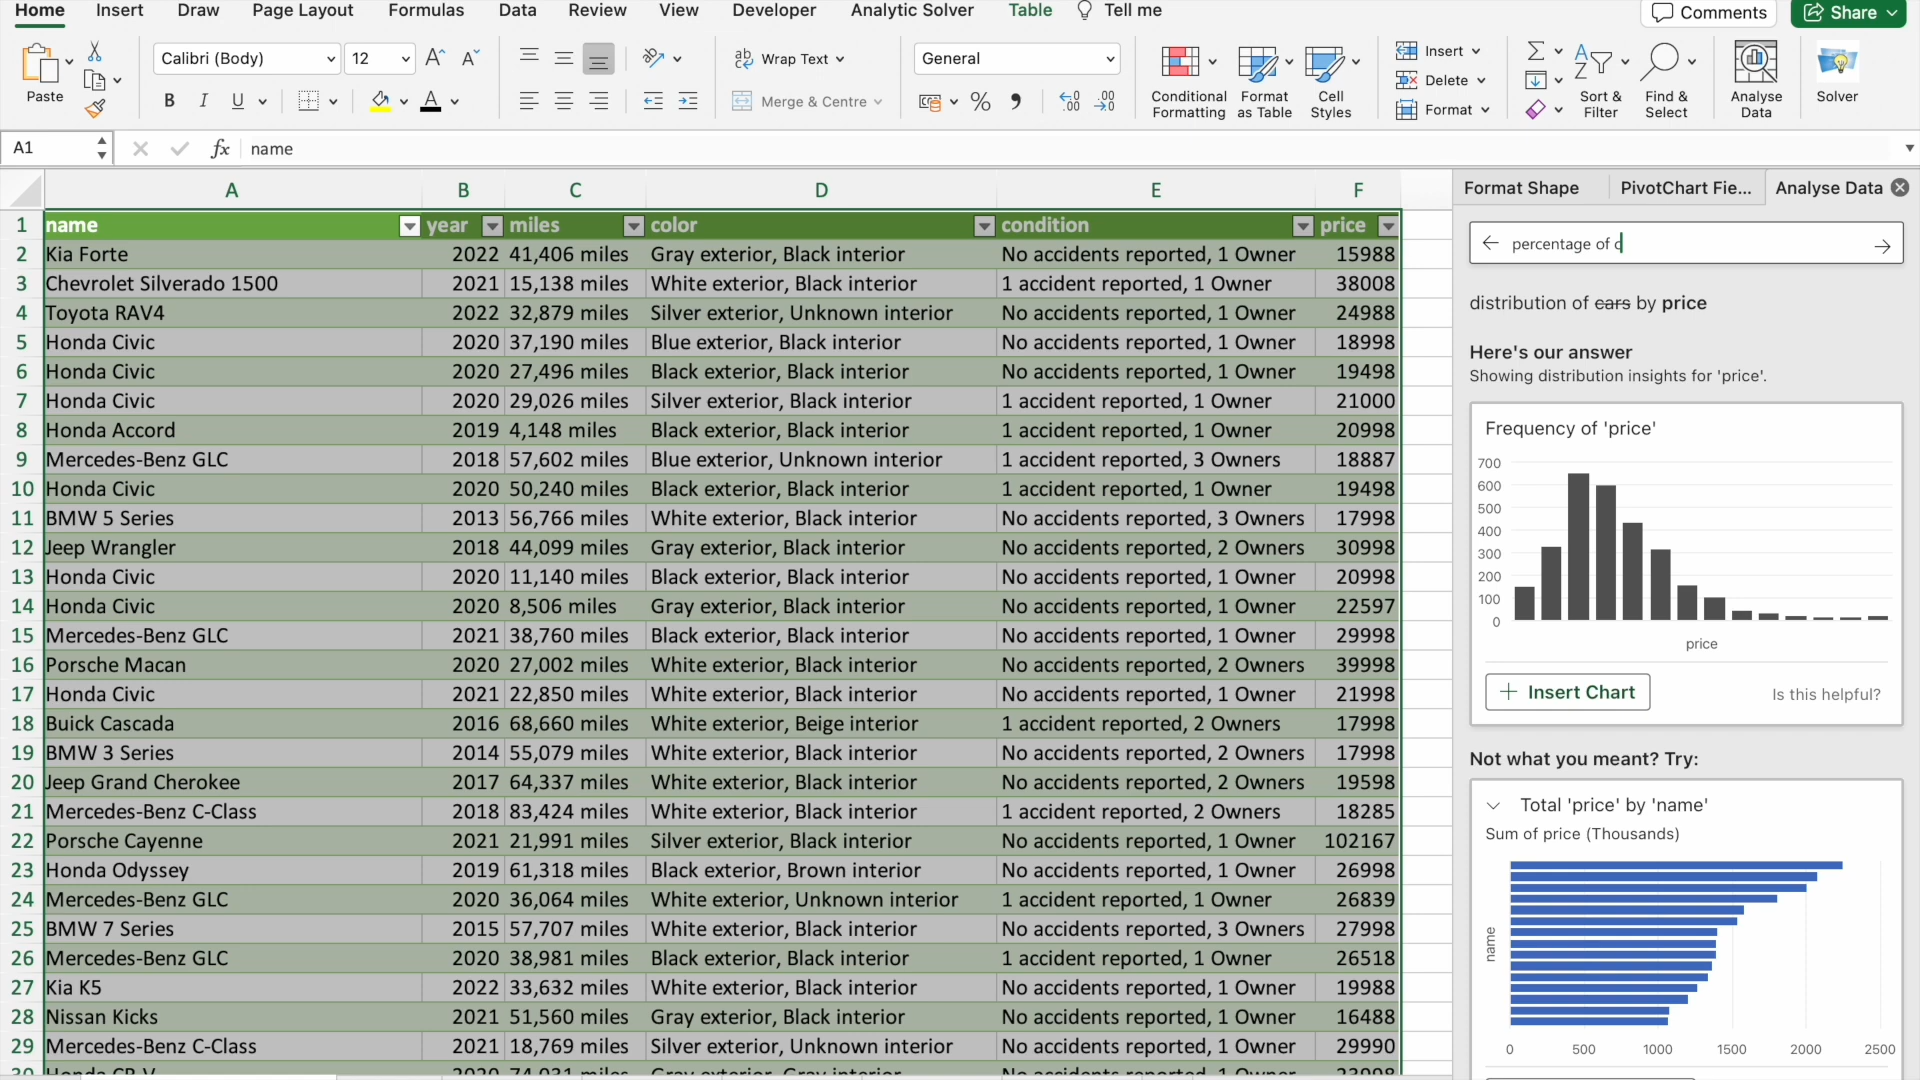 Home Insert Draw Page Layout Formulas Data Review View Developer Analytic Solver Table Tell me Comments Share
Paste
Calibri (Body) 12
B I U
Wrap Text
Merge & Centre
General
Conditional Formatting
Format as Table
Cell Styles
Insert
Delete
Format
Sort & Filter
Find & Select
Analyse Data
Solver
A1 fx name
A B C D E F
1 name year miles color condition price
2 Kia Forte 2022 41,406 miles Gray exterior, Black interior No accidents reported, 1 Owner 15988
3 Chevrolet Silverado 1500 2021 15,138 miles White exterior, Black interior 1 accident reported, 1 Owner 38008
4 Toyota RAV4 2022 32,879 miles Silver exterior, Unknown interior No accidents reported, 1 Owner 24988
5 Honda Civic 2020 37,190 miles Blue exterior, Black interior No accidents reported, 1 Owner 18998
6 Honda Civic 2020 27,496 miles Black exterior, Black interior No accidents reported, 1 Owner 19498
7 Honda Civic 2020 29,026 miles Silver exterior, Black interior 1 accident reported, 1 Owner 21000
8 Honda Accord 2019 4,148 miles Black exterior, Black interior 1 accident reported, 1 Owner 20998
9 Mercedes-Benz GLC 2018 57,602 miles Blue exterior, Unknown interior 1 accident reported, 3 Owners 18887
10 Honda Civic 2020 50,240 miles Black exterior, Black interior 1 accident reported, 1 Owner 19498
11 BMW 5 Series 2013 56,766 miles White exterior, Black interior No accidents reported, 3 Owners 17998
12 Jeep Wrangler 2018 44,099 miles Gray exterior, Black interior No accidents reported, 2 Owners 30998
13 Honda Civic 2020 11,140 miles Black exterior, Black interior No accidents reported, 1 Owner 20998
14 Honda Civic 2020 8,506 miles Gray exterior, Black interior No accidents reported, 1 Owner 22597
15 Mercedes-Benz GLC 2021 38,760 miles Black exterior, Black interior No accidents reported, 1 Owner 29998
16 Porsche Macan 2020 27,002 miles White exterior, Black interior No accidents reported, 2 Owners 39998
17 Honda Civic 2021 22,850 miles White exterior, Black interior No accidents reported, 1 Owner 21998
18 Buick Cascada 2016 68,660 miles White exterior, Beige interior 1 accident reported, 2 Owners 17998
19 BMW 3 Series 2014 55,079 miles White exterior, Black interior No accidents reported, 2 Owners 17998
20 Jeep Grand Cherokee 2017 64,337 miles White exterior, Black interior No accidents reported, 2 Owners 19598
21 Mercedes-Benz C-Class 2018 83,424 miles White exterior, Black interior 1 accident reported, 2 Owners 18285
22 Porsche Cayenne 2021 21,991 miles Silver exterior, Black interior No accidents reported, 1 Owner 102167
23 Honda Odyssey 2019 61,318 miles Black exterior, Brown interior No accidents reported, 1 Owner 26998
24 Mercedes-Benz GLC 2020 36,064 miles White exterior, Unknown interior 1 accident reported, 1 Owner 26839
25 BMW 7 Series 2015 57,707 miles White exterior, Black interior No accidents reported, 3 Owners 27998
26 Mercedes-Benz GLC 2020 38,981 miles Black exterior, Black interior 1 accident reported, 1 Owner 26518
27 Kia K5 2022 33,632 miles White exterior, Black interior No accidents reported, 1 Owner 19988
28 Nissan Kicks 2021 51,560 miles Gray exterior, Black interior No accidents reported, 1 Owner 16488
29 Mercedes-Benz C-Class 2021 18,769 miles Silver exterior, Unknown interior No accidents reported, 1 Owner 29990
Format Shape PivotChart Fie... Analyse Data
percentage of c
distribution of cars by price
Here's our answer
Showing distribution insights for 'price'.
Frequency of 'price'
700
600
500
400
300
200
100
0
price
Insert Chart Is this helpful?
Not what you meant? Try:
Total 'price' by 'name'
Sum of price (Thousands)
name
0 500 1000 1500 2000 2500